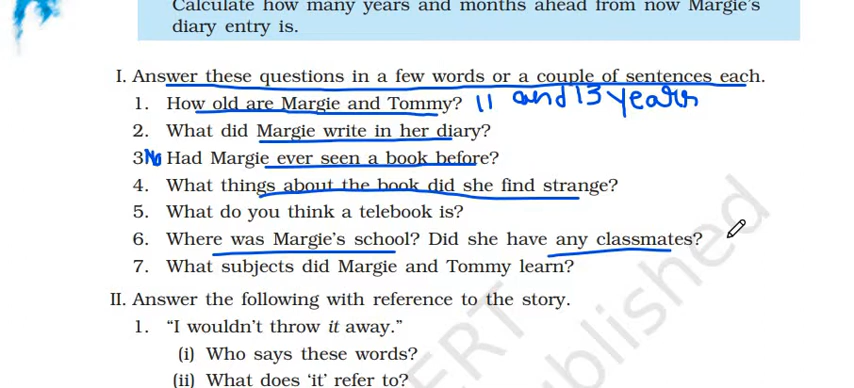 Calculate how many years and months ahead from now Margie's
diary entry is.
I. Answer these questions in a few words or a couple of sentences each.
1. How old are Margie and Tommy? 11 and 13 years
2. What did Margie write in her diary?
3 No Had Margie ever seen a book before?
4. What things about the book did she find strange?
5. What do you think a telebook is?
6. Where was Margie's school? Did she have any classmates?
7. What subjects did Margie and Tommy learn?
II. Answer the following with reference to the story.
1. "I wouldn't throw it away."
(i) Who says these words?
(ii) What does 'it' refer to?